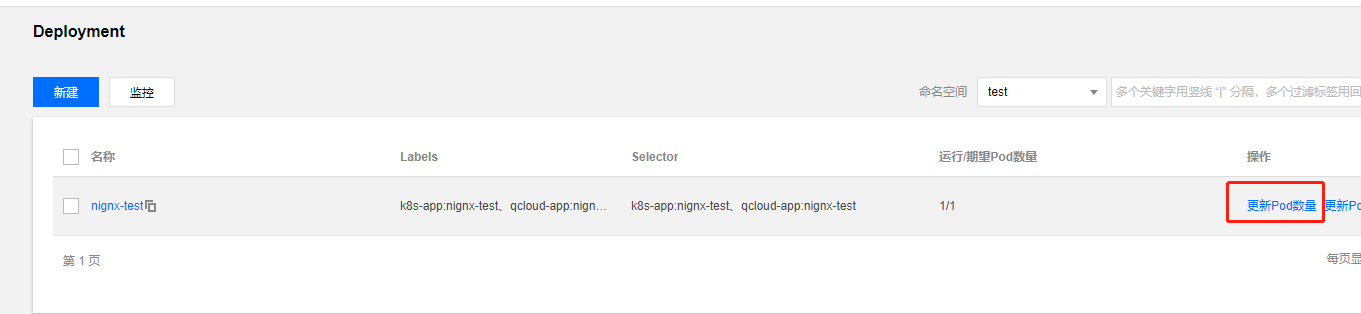 Deployment
新建 监控 命名空间 test 多个关键字用竖线 “|” 分隔，多个过滤标签用回
名称 Labels Selector 运行/期望Pod数量 操作
nignx-test k8s-app:nignx-test、qcloud-app:nign... k8s-app:nignx-test、qcloud-app:nignx-test 1/1 更新Pod数量 更新Po
第 1 页 每页显